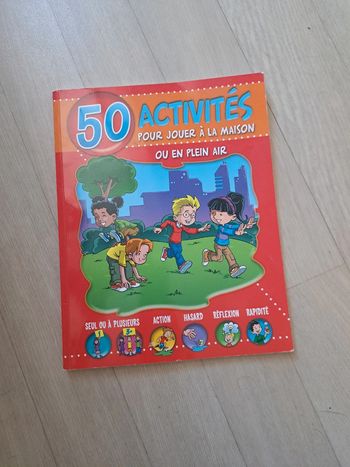 50 ACTIVITÉS
POUR JOUER À LA MAISON
OU EN PLEIN AIR
SEUL OU À PLUSIEURS ACTION HASARD RÉFLEXION RAPIDITÉ